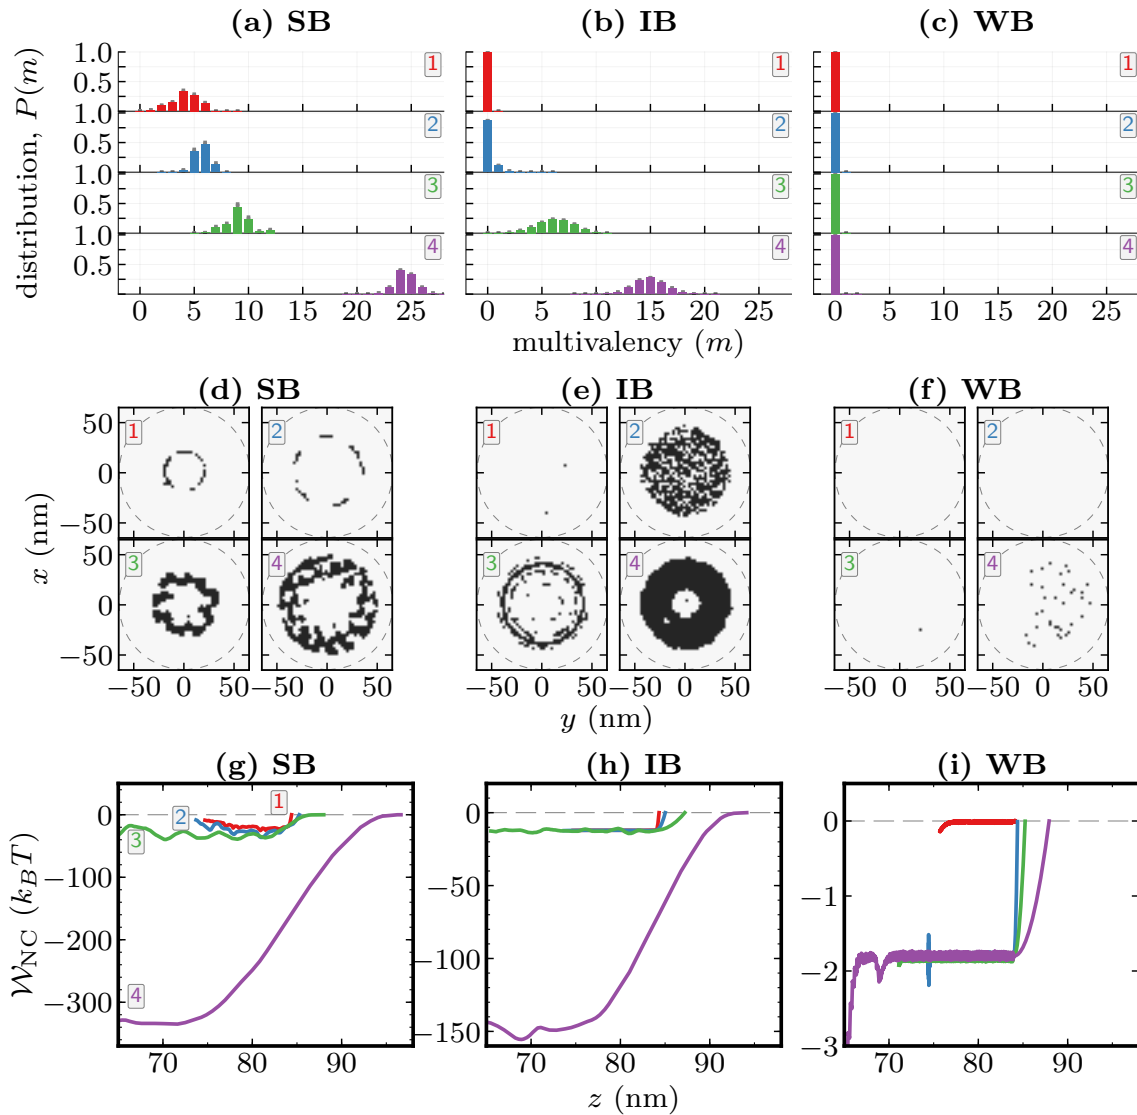 (a) SB (b) IB (c) WB
distribution, P(m)
1.0 1 1 1
0.5
1.0 2 2 2
0.5
1.0 3 3 3
0.5
1.0 4 4 4
0.5
0 5 10 15 20 25 0 5 10 15 20 25 0 5 10 15 20 25
multivalency (m)
(d) SB (e) IB (f) WB
x (nm)
50 1 2 1 2 1 2
0
−50
50 3 4 3 4 3 4
0
−50
−50 0 50 −50 0 50 −50 0 50 −50 0 50 −50 0 50 −50 0 50
y (nm)
(g) SB (h) IB (i) WB
𝒲NC (kBT)
0 1 2 3 4
−100
−200
−300
70 80 90
0
−50
−100
−150
70 80 90
0
−1
−2
−3
70 80 90
z (nm)